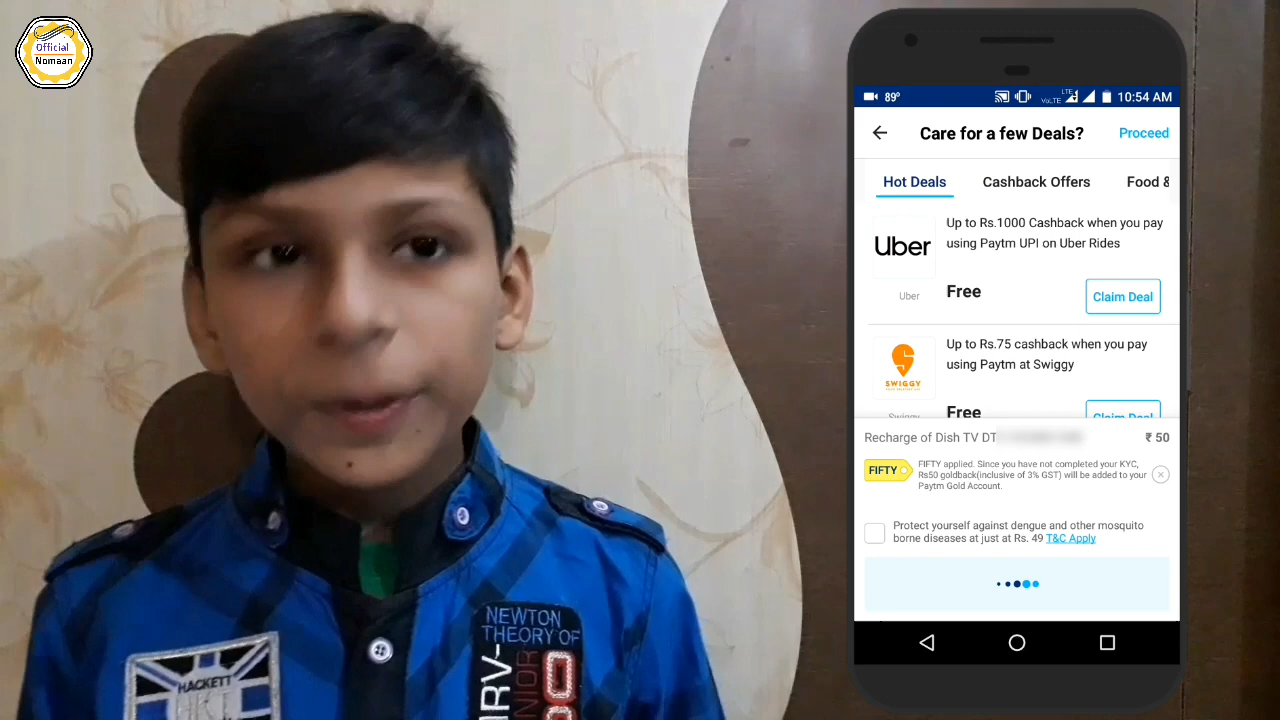 Official
Nomaan
89°
LTE
VoLTE
10:54 AM
Care for a few Deals?
Proceed
Hot Deals
Cashback Offers
Food &
Up to Rs.1000 Cashback when you pay
using Paytm UPI on Uber Rides
Uber
Uber
Free
Claim Deal
Up to Rs.75 cashback when you pay
using Paytm at Swiggy
SWIGGY
Swiggy
Free
Claim Deal
Recharge of Dish TV DT
₹ 50
FIFTY
FIFTY applied. Since you have not completed your KYC,
Rs50 goldback(inclusive of 3% GST) will be added to your
Paytm Gold Account.
Protect yourself against dengue and other mosquito
borne diseases at just at Rs. 49 T&C Apply
NEWTON
THEORY OF
HACKETT